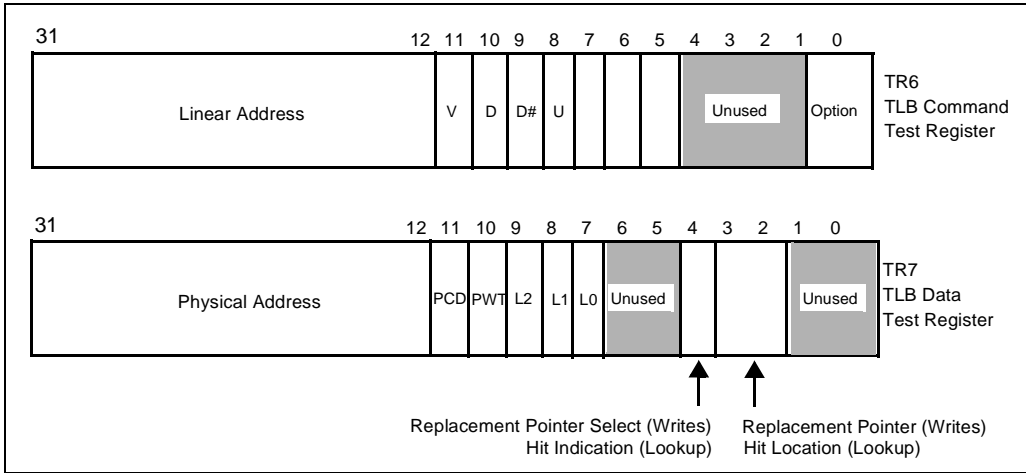 31 12 11 10 9 8 7 6 5 4 3 2 1 0
Linear Address V D D# U Unused Option
TR6
TLB Command
Test Register
31 12 11 10 9 8 7 6 5 4 3 2 1 0
Physical Address PCD PWT L2 L1 L0 Unused Unused
TR7
TLB Data
Test Register
Replacement Pointer Select (Writes)
Hit Indication (Lookup)
Replacement Pointer (Writes)
Hit Location (Lookup)